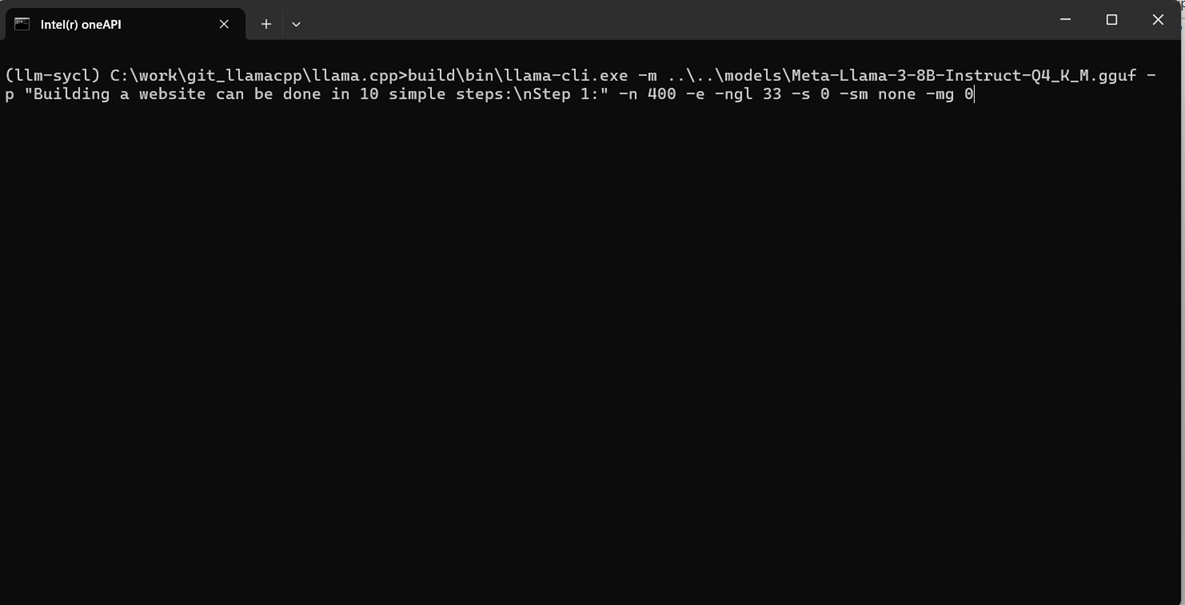 Intel(r) oneAPI
(llm-sycl) C:\work\git_llamacpp\llama.cpp>build\bin\llama-cli.exe -m ..\..\models\Meta-Llama-3-8B-Instruct-Q4_K_M.gguf -
p "Building a website can be done in 10 simple steps:\nStep 1:" -n 400 -e -ngl 33 -s 0 -sm none -mg 0